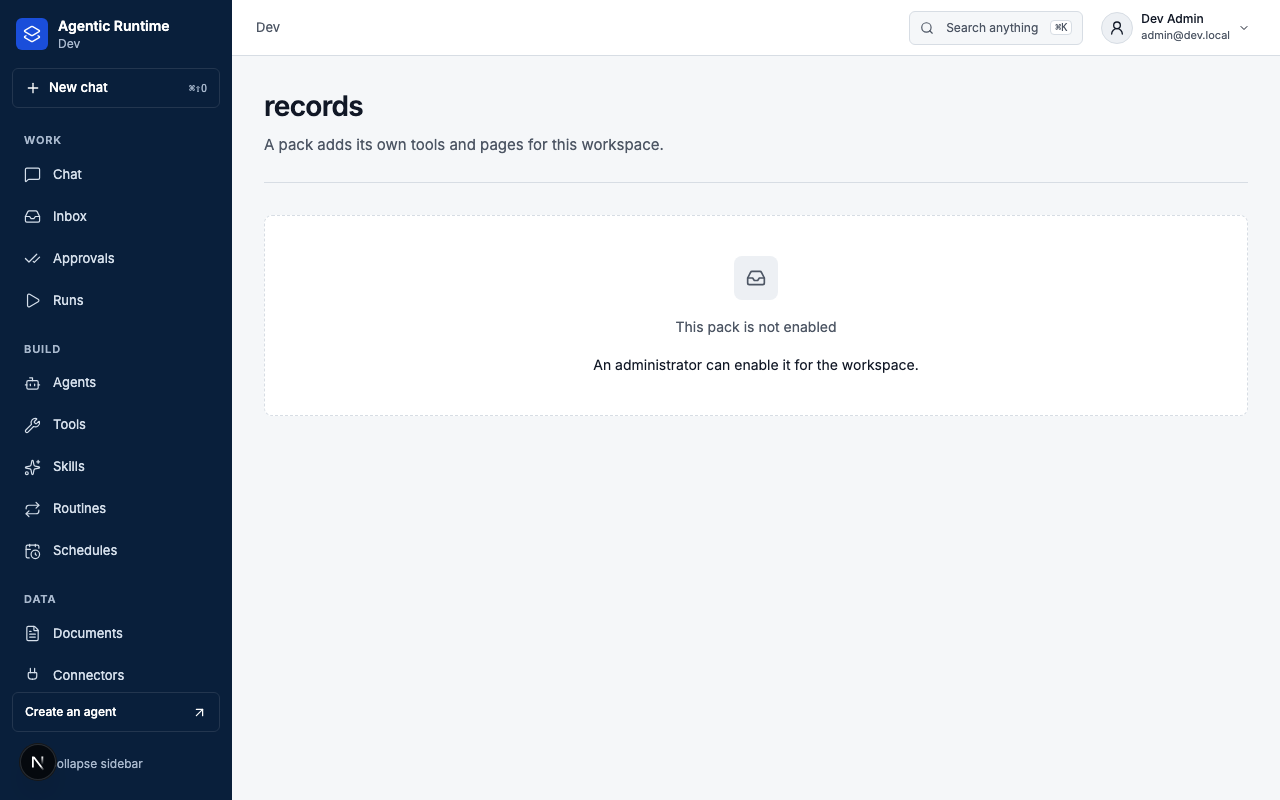 Agentic Runtime
Dev
New chat
⌘⇧O
WORK
Chat
Inbox
Approvals
Runs
BUILD
Agents
Tools
Skills
Routines
Schedules
DATA
Documents
Connectors
Create an agent
N
ollapse sidebar
Dev
Search anything ⌘K
Dev Admin
admin@dev.local
records
A pack adds its own tools and pages for this workspace.
This pack is not enabled
An administrator can enable it for the workspace.